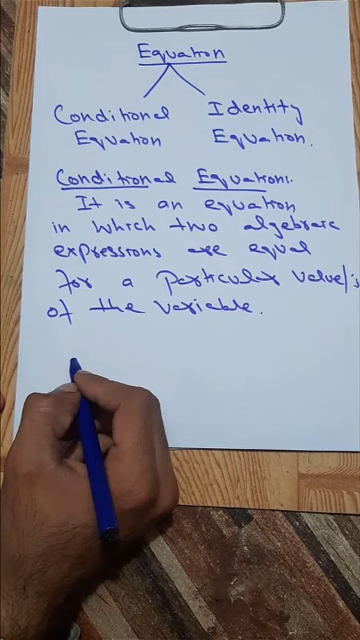 Equation
Conditional Identity
Equation Equation.
Conditional Equation:
It is an equation
in which two algebraic
expressions are equal
for a particular value/s
of the variable.